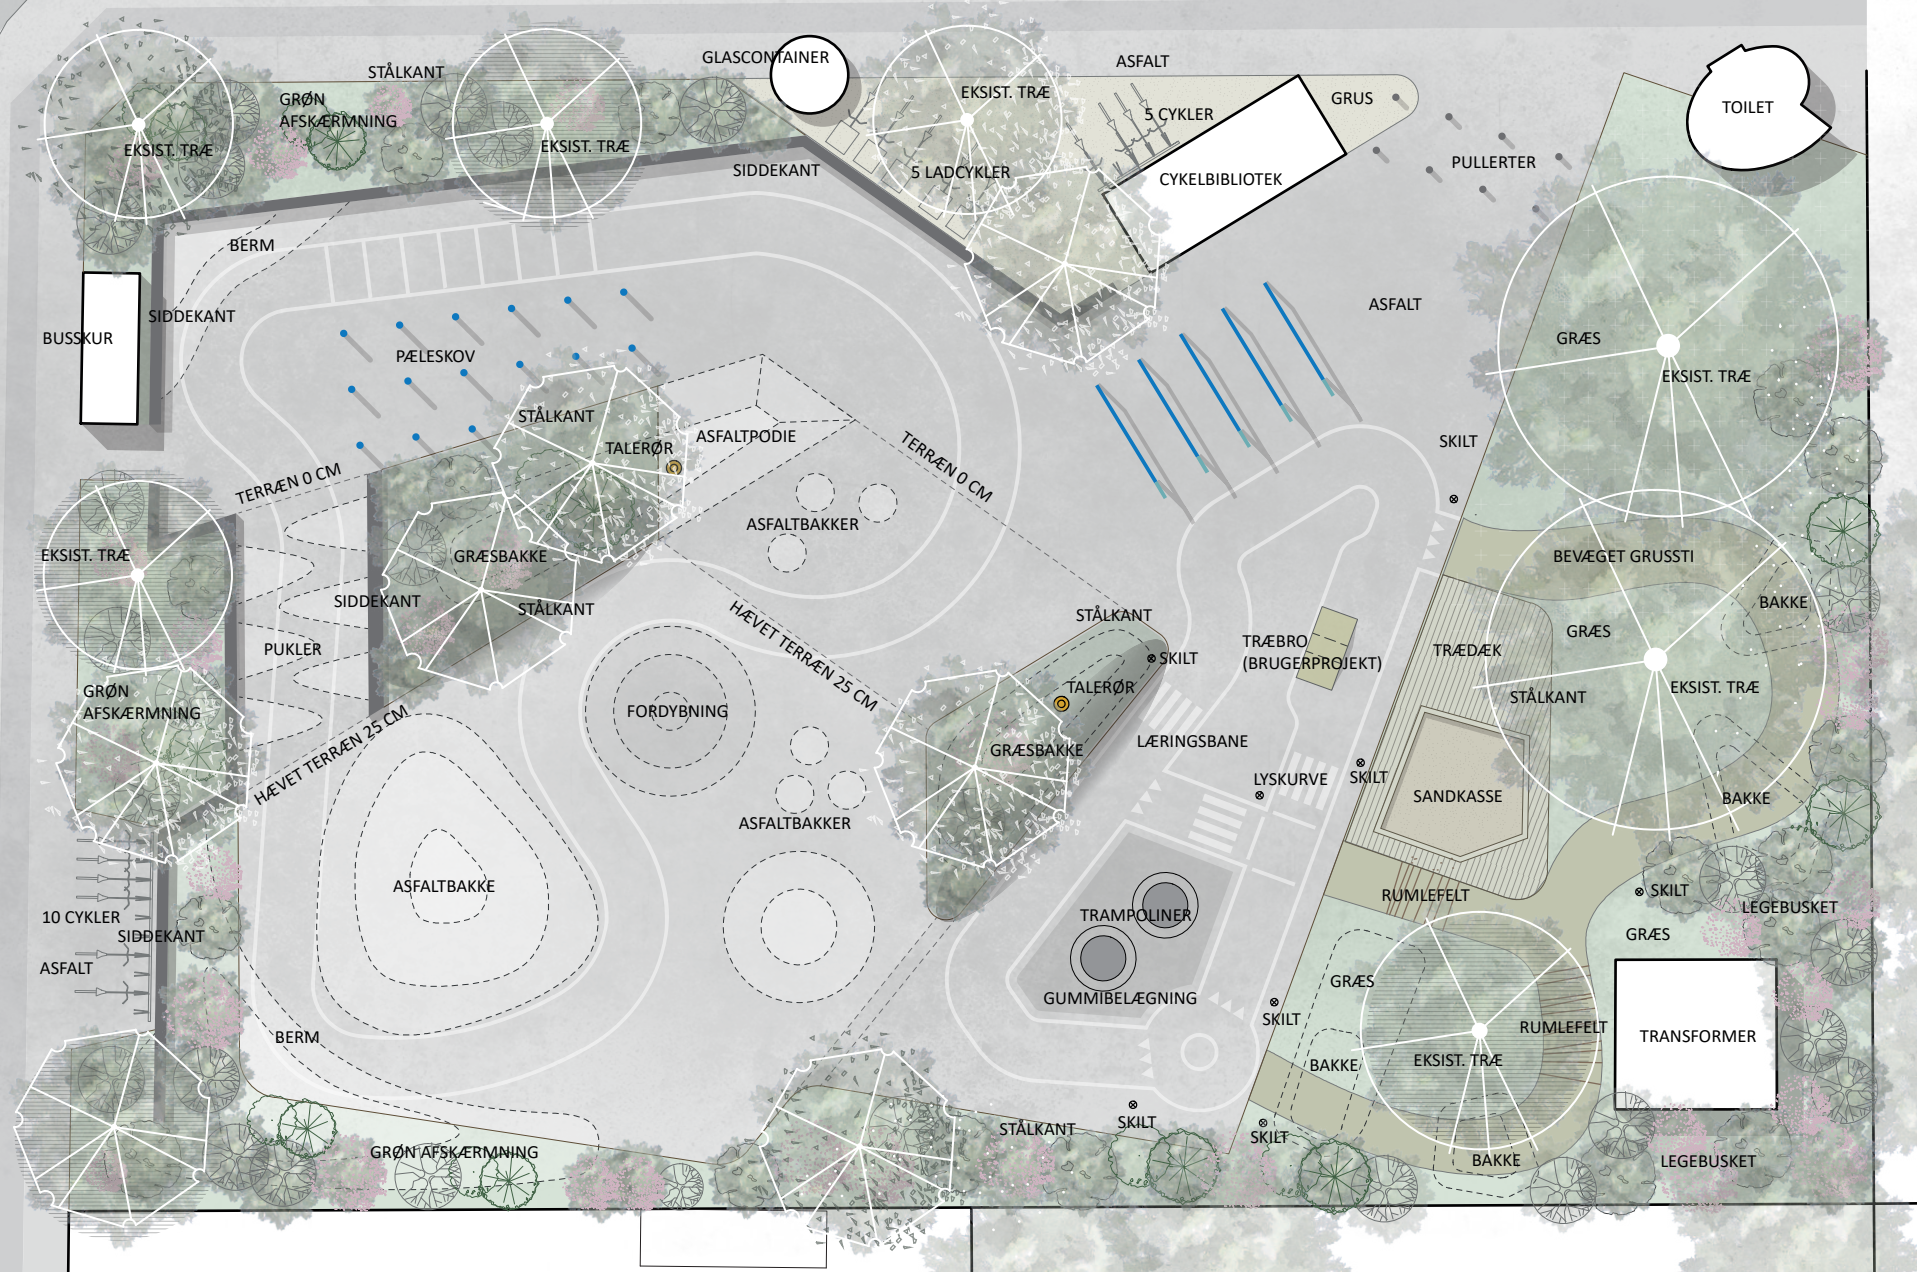 GLASCONTAINER
ASFALT
STÅLKANT
EKSIST. TRÆ
GRØN
AFSKÆRMNING
GRUS
TOILET
5 CYKLER
EKSIST. TRÆ
EKSIST. TRÆ
PULLERTER
SIDDEKANT
5 LADCYKLER
CYKELBIBLIOTEK
BERM
ASFALT
SIDDEKANT
BUSSKUR
PÆLESKOV
GRÆS
EKSIST. TRÆ
STÅLKANT
ASFALTPODIE
TALERØR
TERRÆN 0 CM
SKILT
TERRÆN 0 CM
ASFALTBAKKER
EKSIST. TRÆ
GRÆSBAKKE
BEVÆGET GRUSSTI
SIDDEKANT
STÅLKANT
HÆVET TERRÆN 25 CM
STÅLKANT
BAKKE
GRÆS
PUKLER
TRÆBRO
(BRUGERPROJEKT)
TRÆDÆK
SKILT
GRØN
AFSKÆRMNING
TALERØR
STÅLKANT
EKSIST. TRÆ
FORDYBNING
HÆVET TERRÆN 25 CM
GRÆSBAKKE
LÆRINGSBANE
LYSKURVE
SKILT
SANDKASSE
BAKKE
ASFALTBAKKER
ASFALTBAKKE
RUMLEFELT
SKILT
LEGEBUSKET
10 CYKLER
TRAMPOLINER
SIDDEKANT
GRÆS
ASFALT
GRÆS
GUMMIBELÆGNING
SKILT
RUMLEFELT
BERM
TRANSFORMER
BAKKE
EKSIST. TRÆ
STÅLKANT
SKILT
SKILT
GRØN AFSKÆRMNING
BAKKE
LEGEBUSKET